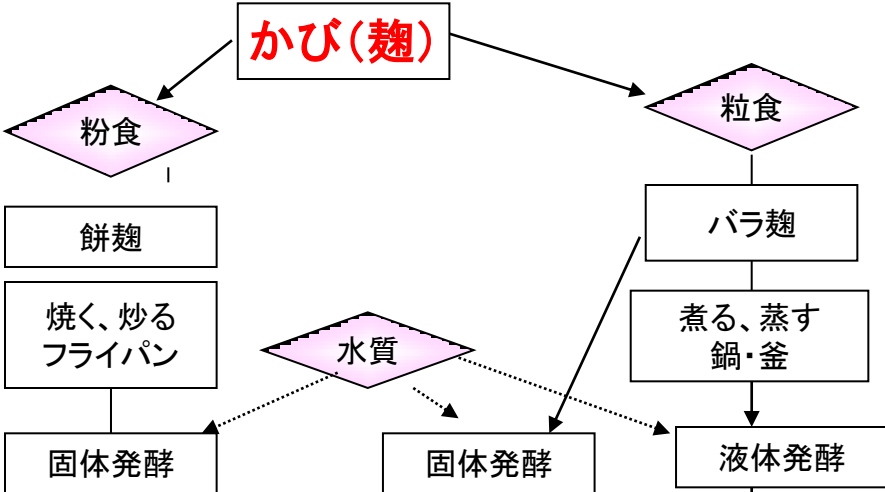 かび(麹)
粉食
粒食
餅麹
バラ麹
焼く、炒る
フライパン
水質
煮る、蒸す
鍋・釜
固体発酵
固体発酵
液体発酵